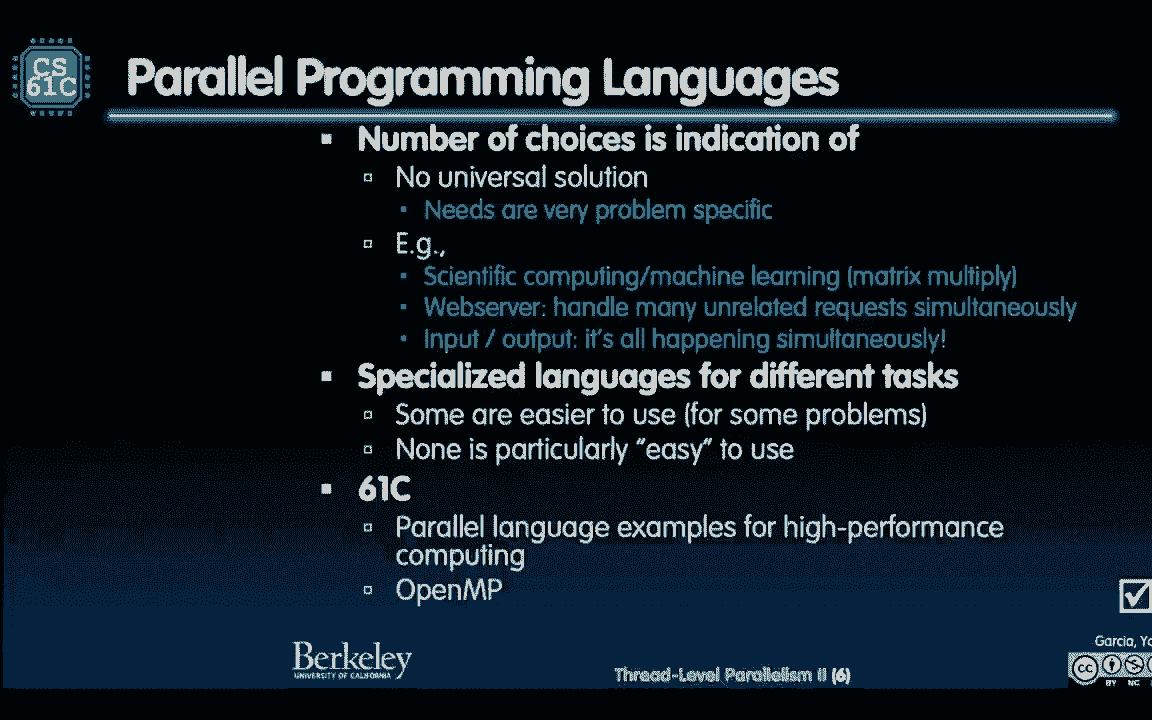 CS
61C
Parallel Programming Languages
Number of choices is indication of
No universal solution
Needs are very problem specific
E.g.,
Scientific computing/machine learning (matrix multiply)
Webserver: handle many unrelated requests simultaneously
Input / output: it's all happening simultaneously!
Specialized languages for different tasks
Some are easier to use (for some problems)
None is particularly "easy" to use
61C
Parallel language examples for high-performance
computing
OpenMP
Berkeley
UNIVERSITY OF CALIFORNIA
Thread-Level Parallelism II (6)
Garcia,
cc
BY NC